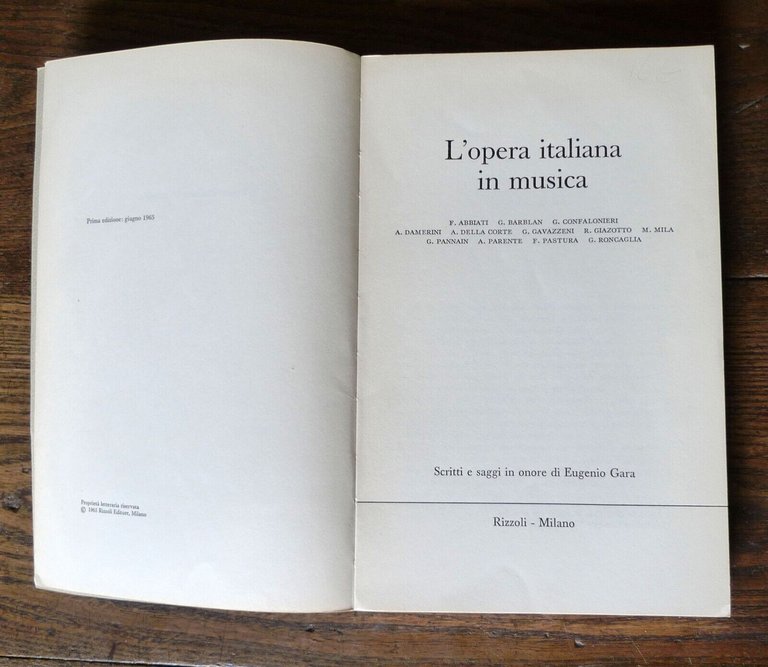 Prima edizione: giugno 1965
Proprietà letteraria riservata
© 1965 Rizzoli Editore, Milano
L'opera italiana
in musica
F. ABBIATI G. BARBLAN G. CONFALONIERI
A. DAMERINI A. DELLA CORTE G. GAVAZZENI R. GIAZOTTO M. MILA
G. PANNAIN A. PARENTE F. PASTURA G. RONCAGLIA
Scritti e saggi in onore di Eugenio Gara
Rizzoli - Milano